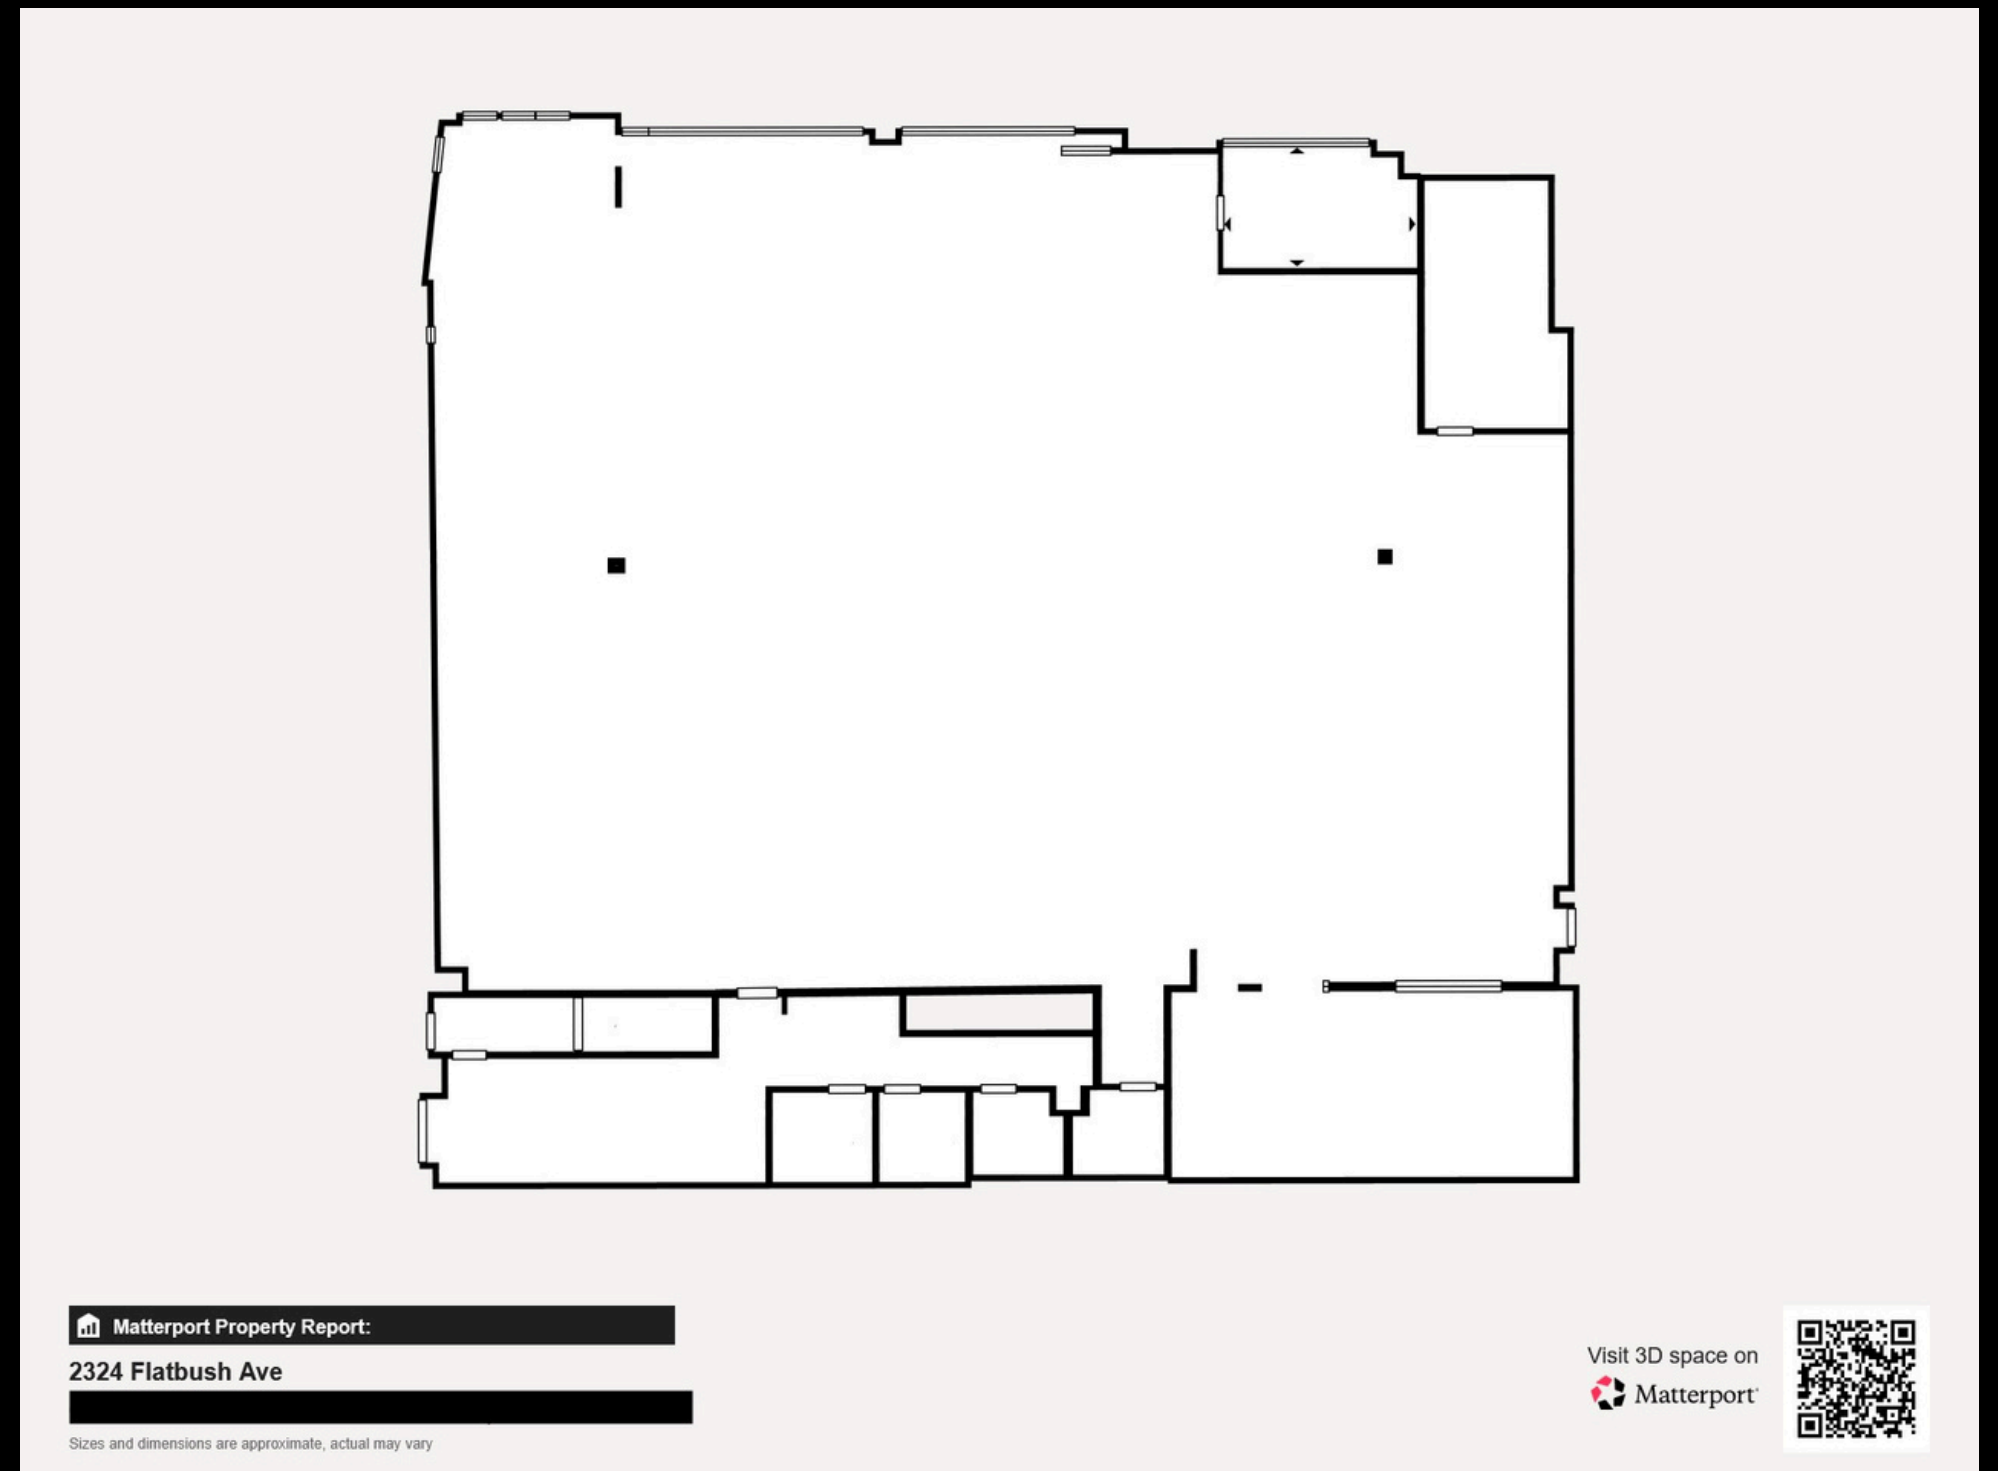 Matterport Property Report:
2324 Flatbush Ave
Sizes and dimensions are approximate, actual may vary
Visit 3D space on
Matterport